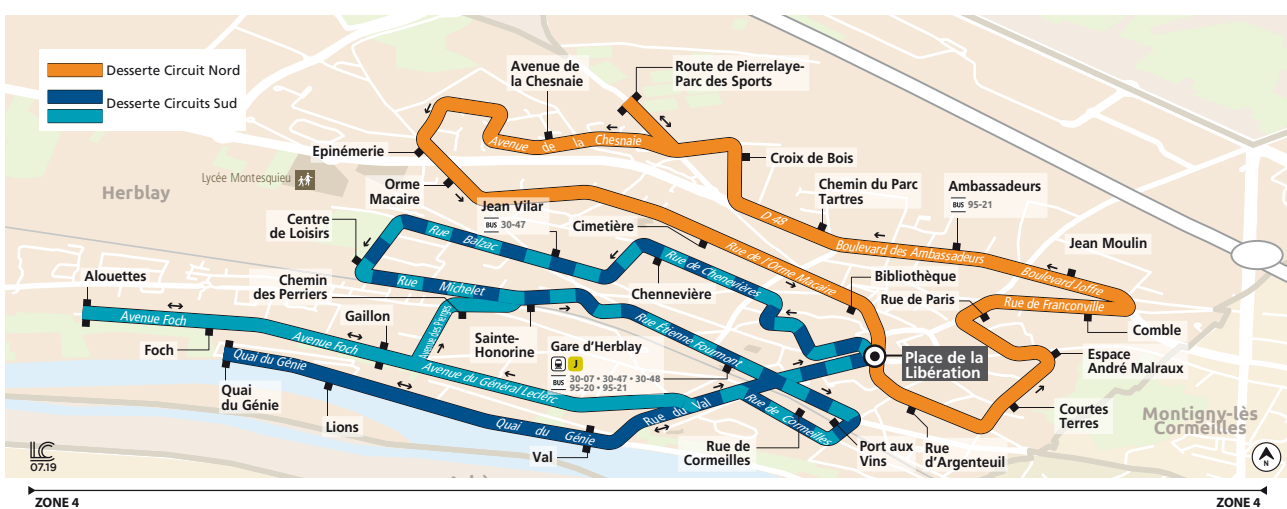 Desserte Circuit Nord
Desserte Circuits Sud
Avenue de
la Chesnaie
Route de Pierrelaye-
Parc des Sports
Avenue de la Chesnaie
Epinémerie
Croix de Bois
Lycée Montesquieu
Herblay
Orme
Macaire
Chemin du Parc
Tartres
Ambassadeurs
BUS 95-21
Jean Vilar
BUS 30-47
Centre
de Loisirs
Cimetière
D 48
Boulevard des Ambassadeurs
Jean Moulin
Rue Balzac
Rue de l'Orme Macaire
Boulevard Joffre
Alouettes
Chemin
des Perriers
Rue Michelet
Chennevière
Rue de Chenevières
Bibliothèque
Rue de Paris
Rue de Franconville
Comble
Avenue Foch
Gaillon
Avenue Foch
Foch
Sainte-
Honorine
Rue Etienne Fourmont
Gare d'Herblay
J
BUS 30-07 • 30-47 • 30-48
95-20 • 95-21
Place de la
Libération
Espace
André Malraux
Quai du Génie
Quai
du Génie
Avenue du Général Leclerc
Lions
Quai du Génie
Val
Rue du Val
Rue de Cormeilles
Rue de
Cormeilles
Port aux
Vins
Rue
d'Argenteuil
Courtes
Terres
Montigny-lès
Cormeilles
LC
07.19
N
ZONE 4
ZONE 4